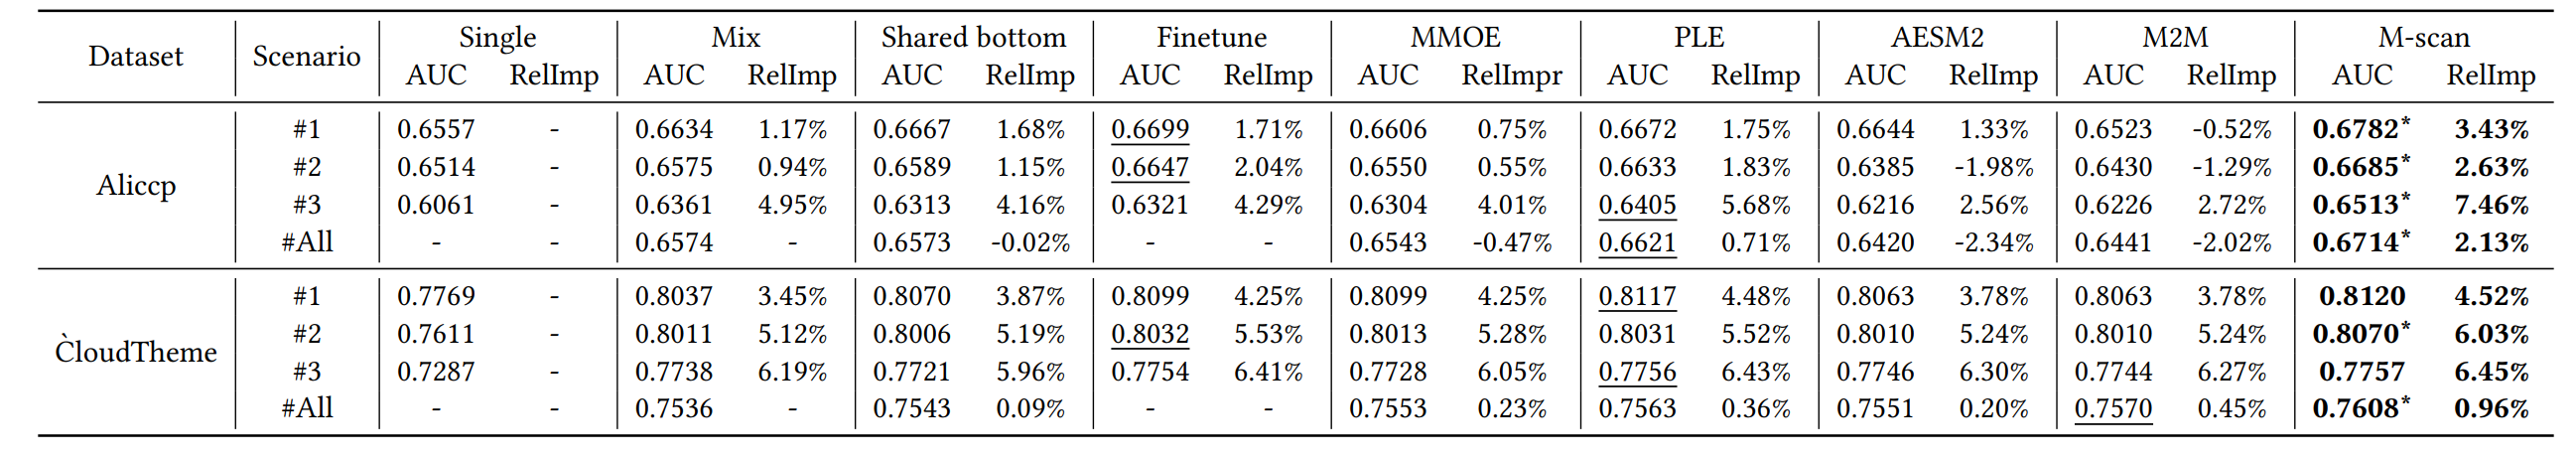 Dataset Scenario Single Mix Shared bottom Finetune MMOE PLE AESM2 M2M M-scan
AUC RelImp AUC RelImp AUC RelImp AUC RelImp AUC RelImpr AUC RelImp AUC RelImp AUC RelImp AUC RelImp
Aliccp
#1 0.6557 - 0.6634 1.17% 0.6667 1.68% 0.6699 1.71% 0.6606 0.75% 0.6672 1.75% 0.6644 1.33% 0.6523 -0.52% 0.6782* 3.43%
#2 0.6514 - 0.6575 0.94% 0.6589 1.15% 0.6647 2.04% 0.6550 0.55% 0.6633 1.83% 0.6385 -1.98% 0.6430 -1.29% 0.6685* 2.63%
#3 0.6061 - 0.6361 4.95% 0.6313 4.16% 0.6321 4.29% 0.6304 4.01% 0.6405 5.68% 0.6216 2.56% 0.6226 2.72% 0.6513* 7.46%
#All - - 0.6574 - 0.6573 -0.02% - - 0.6543 -0.47% 0.6621 0.71% 0.6420 -2.34% 0.6441 -2.02% 0.6714* 2.13%
C̀loudTheme
#1 0.7769 - 0.8037 3.45% 0.8070 3.87% 0.8099 4.25% 0.8099 4.25% 0.8117 4.48% 0.8063 3.78% 0.8063 3.78% 0.8120 4.52%
#2 0.7611 - 0.8011 5.12% 0.8006 5.19% 0.8032 5.53% 0.8013 5.28% 0.8031 5.52% 0.8010 5.24% 0.8010 5.24% 0.8070* 6.03%
#3 0.7287 - 0.7738 6.19% 0.7721 5.96% 0.7754 6.41% 0.7728 6.05% 0.7756 6.43% 0.7746 6.30% 0.7744 6.27% 0.7757 6.45%
#All - - 0.7536 - 0.7543 0.09% - - 0.7553 0.23% 0.7563 0.36% 0.7551 0.20% 0.7570 0.45% 0.7608* 0.96%